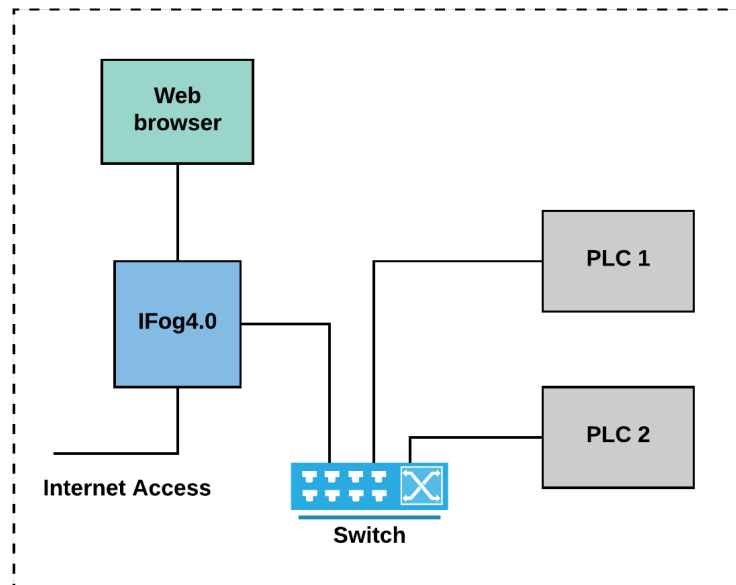 Web
browser
IFog4.0
PLC 1
PLC 2
Internet Access
Switch